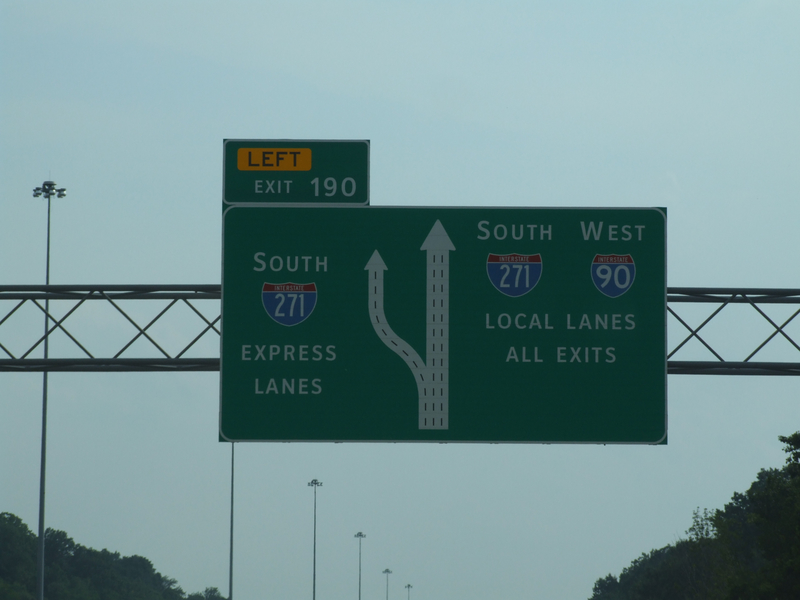 LEFT
EXIT 190
SOUTH
INTERSTATE
271
EXPRESS
LANES
SOUTH WEST
INTERSTATE INTERSTATE
271 90
LOCAL LANES
ALL EXITS